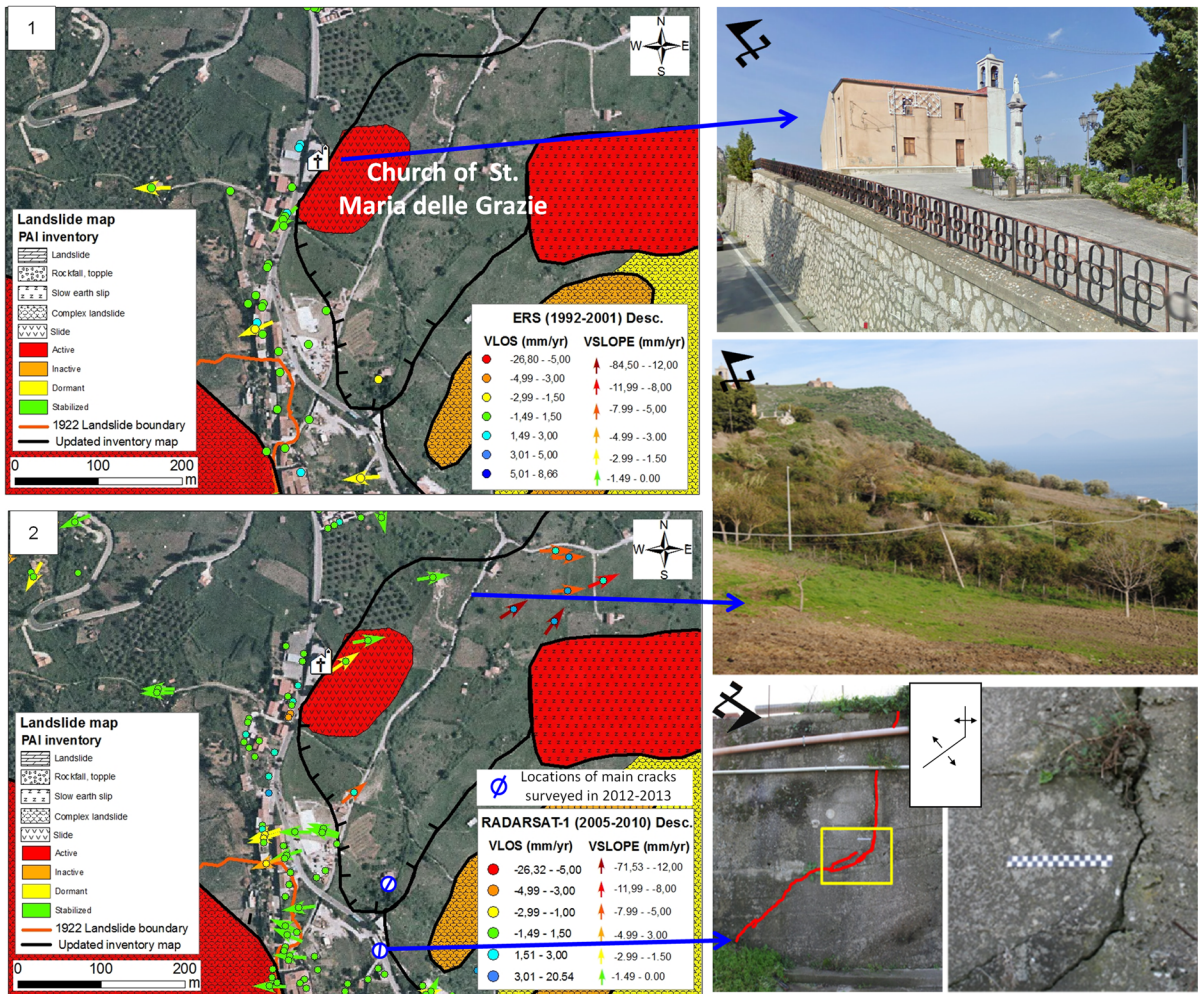 1
N
W E
S
Church of St.
Maria delle Grazie
Landslide map
PAI inventory
Landslide
Rockfall, topple
Slow earth slip
Complex landslide
Slide
Active
Inactive
Dormant
Stabilized
1922 Landslide boundary
Updated inventory map
0 100 200
m
ERS (1992-2001) Desc.
VLOS (mm/yr) VSLOPE (mm/yr)
-26,80 - -5,00 -84,50 - -12,00
-4,99 - -3,00 -11,99 - -8,00
-2,99 - -1,50 -7.99 - -5,00
-1,49 - 1,50 -4.99 - -3.00
1,49 - 3,00 -2.99 - -1.50
3,01 - 5,00 -1.49 - 0.00
5,01 - 8,66
2
N
W E
S
Landslide map
PAI inventory
Landslide
Rockfall, topple
Slow earth slip
Complex landslide
Slide
Active
Inactive
Dormant
Stabilized
1922 Landslide boundary
Updated inventory map
0 100 200
m
Locations of main cracks
surveyed in 2012-2013
RADARSAT-1 (2005-2010) Desc.
VLOS (mm/yr) VSLOPE (mm/yr)
-26,32 - -5,00 -71,53 - -12,00
-4,99 - -3,00 -11,99 - -8,00
-2,99 - -1,00 -7.99 - -5,00
-1,49 - 1,50 -4.99 - 3.00
1,51 - 3,00 -2.99 - -1.50
3,01 - 20.54 -1.49 - 0.00